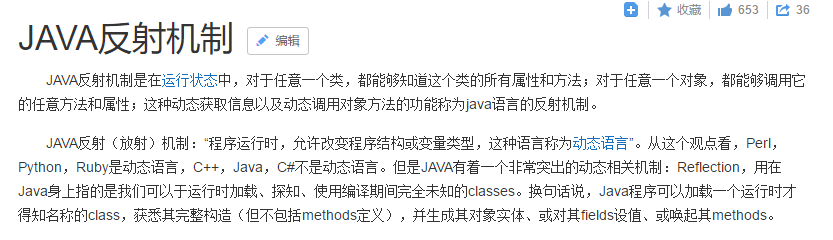 收藏 653 36
JAVA反射机制 编辑
JAVA反射机制是在运行状态中，对于任意一个类，都能够知道这个类的所有属性和方法；对于任意一个对象，都能够调用它
的任意方法和属性；这种动态获取信息以及动态调用对象方法的功能称为java语言的反射机制。
JAVA反射（放射）机制：“程序运行时，允许改变程序结构或变量类型，这种语言称为动态语言”。从这个观点看，Perl，
Python，Ruby是动态语言，C++，Java，C#不是动态语言。但是JAVA有着一个非常突出的动态相关机制：Reflection，用在
Java身上指的是我们可以于运行时加载、探知、使用编译期间完全未知的classes。换句话说，Java程序可以加载一个运行时才
得知名称的class，获悉其完整构造（但不包括methods定义），并生成其对象实体、或对其fields设值、或唤起其methods。